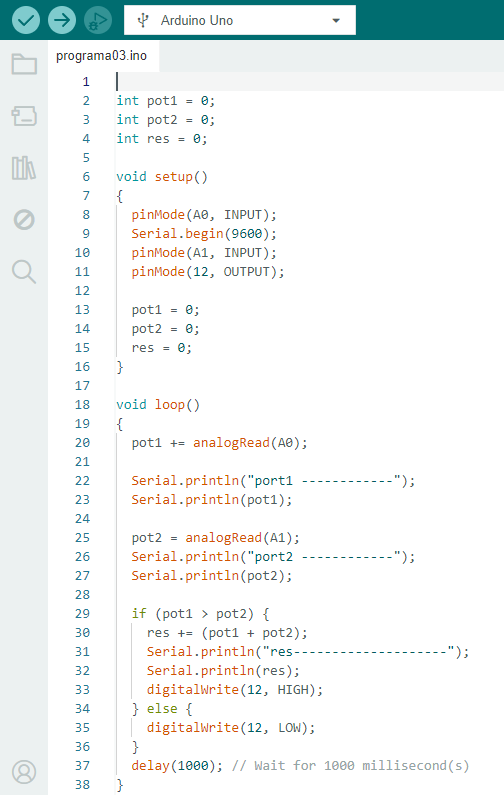 Arduino Uno
programa03.ino
1
2 int pot1 = 0;
3 int pot2 = 0;
4 int res = 0;
5
6 void setup()
7 {
8   pinMode(A0, INPUT);
9   Serial.begin(9600);
10   pinMode(A1, INPUT);
11   pinMode(12, OUTPUT);
12
13   pot1 = 0;
14   pot2 = 0;
15   res = 0;
16 }
17
18 void loop()
19 {
20   pot1 += analogRead(A0);
21
22   Serial.println("port1 ------------");
23   Serial.println(pot1);
24
25   pot2 = analogRead(A1);
26   Serial.println("port2 ------------");
27   Serial.println(pot2);
28
29   if (pot1 > pot2) {
30     res += (pot1 + pot2);
31     Serial.println("res--------------------");
32     Serial.println(res);
33     digitalWrite(12, HIGH);
34   } else {
35     digitalWrite(12, LOW);
36   }
37   delay(1000); // Wait for 1000 millisecond(s)
38 }